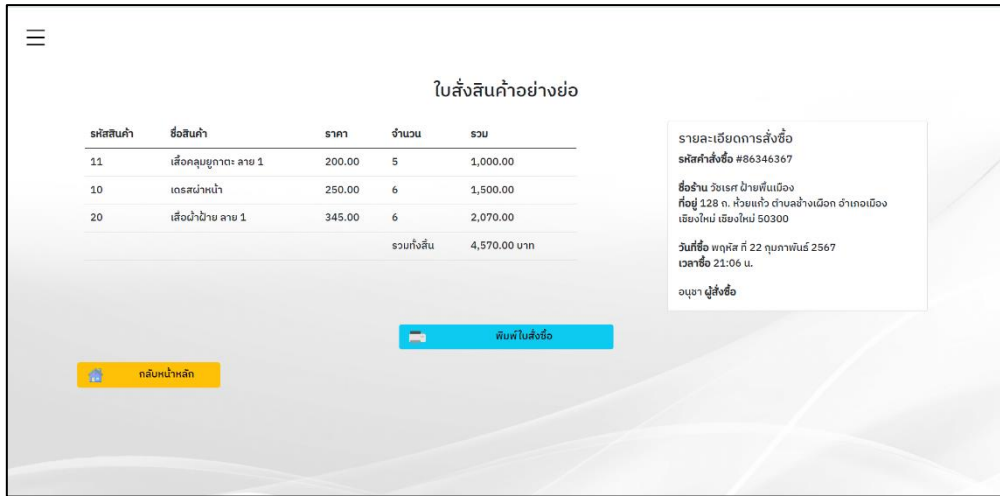 ใบสั่งสินค้าอย่างย่อ
รหัสสินค้า ชื่อสินค้า ราคา จำนวน รวม
11 เสื้อคลุมยูกาตะ ลาย 1 200.00 5 1,000.00
10 เดรสผ่าหน้า 250.00 6 1,500.00
20 เสื้อผ้าฝ้าย ลาย 1 345.00 6 2,070.00
รวมทั้งสิ้น 4,570.00 บาท
รายละเอียดการสั่งซื้อ
รหัสคำสั่งซื้อ #86346367
ชื่อร้าน วัชเรศ ฝ้ายพื้นเมือง
ที่อยู่ 128 ถ. ห้วยแก้ว ตำบลช้างเผือก อำเภอเมือง
เชียงใหม่ เชียงใหม่ 50300
วันที่ซื้อ พฤหัส ที่ 22 กุมภาพันธ์ 2567
เวลาซื้อ 21:06 น.
อนุชา ผู้สั่งซื้อ
พิมพ์ใบสั่งซื้อ
กลับหน้าหลัก